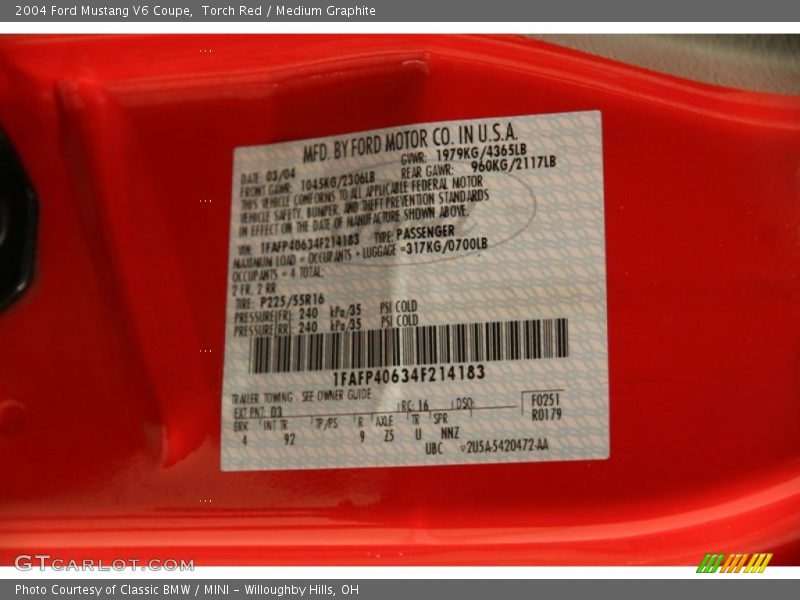 2004 Ford Mustang V6 Coupe, Torch Red / Medium Graphite
MFD. BY FORD MOTOR CO. IN U.S.A.
DATE: 03/04 GVWR: 1979KG/4365LB
FRONT GAWR: 1045KG/2306LB REAR GAWR: 960KG/2117LB
THIS VEHICLE CONFORMS TO ALL APPLICABLE FEDERAL MOTOR
VEHICLE SAFETY, BUMPER, AND THEFT PREVENTION STANDARDS
IN EFFECT ON THE DATE OF MANUFACTURE SHOWN ABOVE.
VIN: 1FAFP40634F214183 TYPE: PASSENGER
MAXIMUM LOAD = OCCUPANTS + LUGGAGE =317KG/0700LB
OCCUPANTS = 4 TOTAL;
2 FR, 2 RR
TIRE: P225/55R16
PRESSURE(FR): 240 kPa/35 PSI COLD
PRESSURE(RR): 240 kPa/35 PSI COLD
1FAFP40634F214183
TRAILER TOWING - SEE OWNER GUIDE
EXT PNT: D3 RC: 16 DSO: F0251
R0179
BRK INT TR TP/PS R AXLE TR SPR
4 92 9 Z5 U NNZ
UBC 2U5A-5420472-AA
GTCARLOT.COM
Photo Courtesy of Classic BMW / MINI - Willoughby Hills, OH